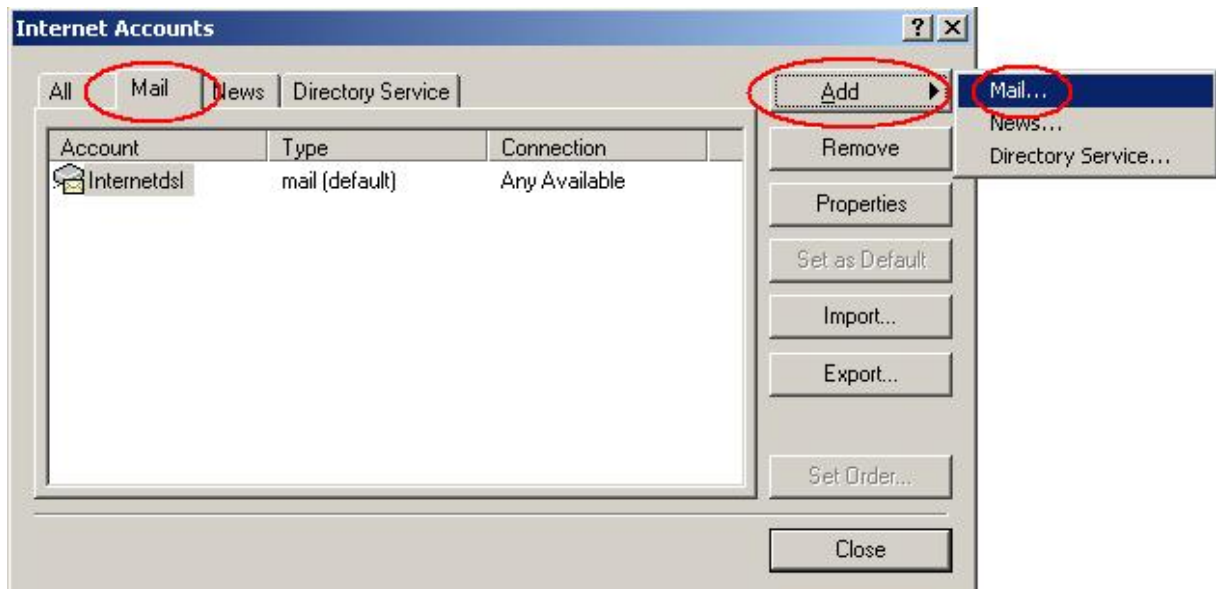 Internet Accounts
All Mail News Directory Service
Add
Mail...
News...
Directory Service...
Account Type Connection
Internetdsl mail (default) Any Available
Remove
Properties
Set as Default
Import...
Export...
Set Order...
Close